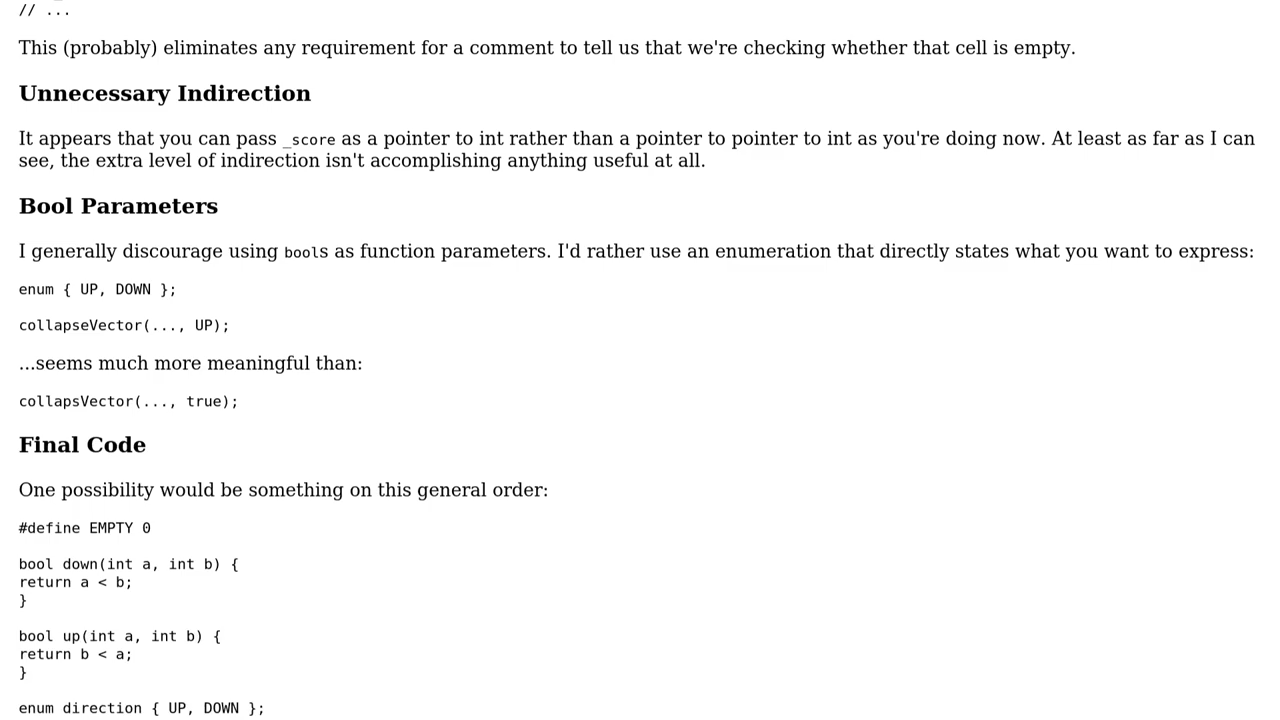 // ...
This (probably) eliminates any requirement for a comment to tell us that we're checking whether that cell is empty.
Unnecessary Indirection
It appears that you can pass _score as a pointer to int rather than a pointer to pointer to int as you're doing now. At least as far as I can
see, the extra level of indirection isn't accomplishing anything useful at all.
Bool Parameters
I generally discourage using bools as function parameters. I'd rather use an enumeration that directly states what you want to express:
enum { UP, DOWN };
collapseVector(..., UP);
...seems much more meaningful than:
collapsVector(..., true);
Final Code
One possibility would be something on this general order:
#define EMPTY 0
bool down(int a, int b) {
return a < b;
}
bool up(int a, int b) {
return b < a;
}
enum direction { UP, DOWN };